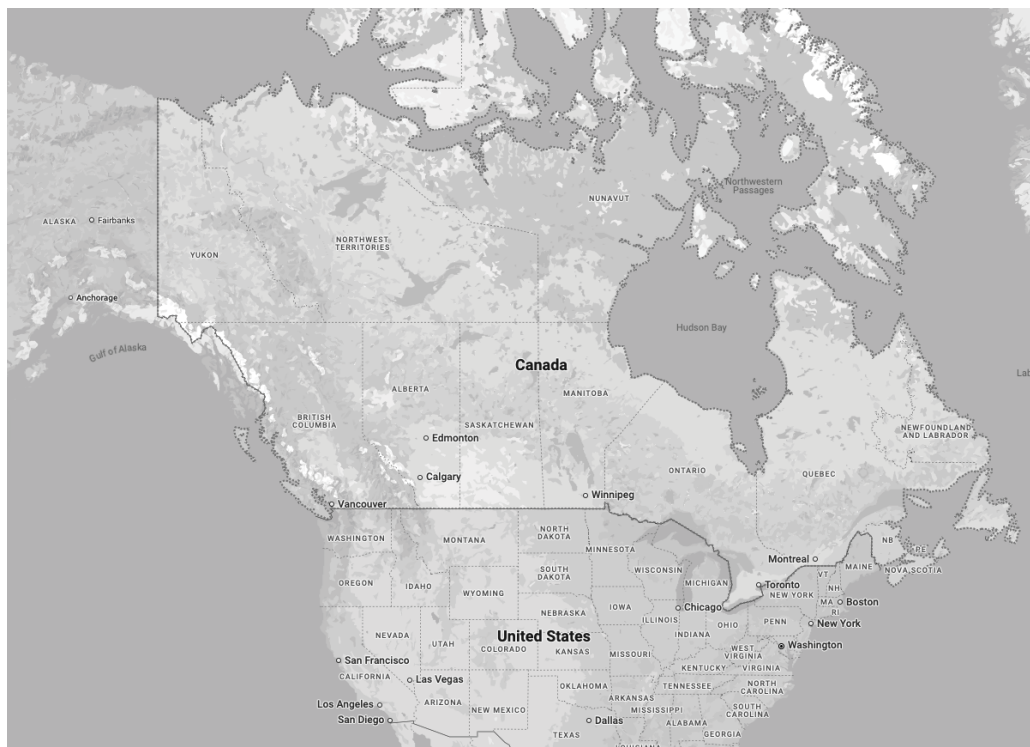 Northwestern
Passages
NUNAVUT
ALASKA
Fairbanks
NORTHWEST
TERRITORIES
YUKON
Anchorage
Hudson Bay
Gulf of Alaska
Canada
Lab
ALBERTA
MANITOBA
BRITISH
COLUMBIA
SASKATCHEWAN
NEWFOUNDLAND
AND LABRADOR
Edmonton
ONTARIO
QUEBEC
Calgary
Winnipeg
Vancouver
WASHINGTON
MONTANA
NORTH
DAKOTA
MINNESOTA
NB
PE
Montreal
MAINE
NOVA SCOTIA
OREGON
IDAHO
SOUTH
DAKOTA
WISCONSIN
MICHIGAN
Toronto
VT
NH
WYOMING
NEW YORK
MA
Boston
RI
NEBRASKA
IOWA
Chicago
ILLINOIS
OHIO
PENN
New York
INDIANA
NEVADA
UTAH
United States
COLORADO
KANSAS
MISSOURI
WEST
VIRGINIA
Washington
San Francisco
CALIFORNIA
Las Vegas
KENTUCKY
VIRGINIA
OKLAHOMA
TENNESSEE
NORTH
CAROLINA
Los Angeles
ARIZONA
NEW MEXICO
ARKANSAS
MISSISSIPPI
SOUTH
CAROLINA
San Diego
Dallas
ALABAMA
TEXAS
GEORGIA
LOUISIANA